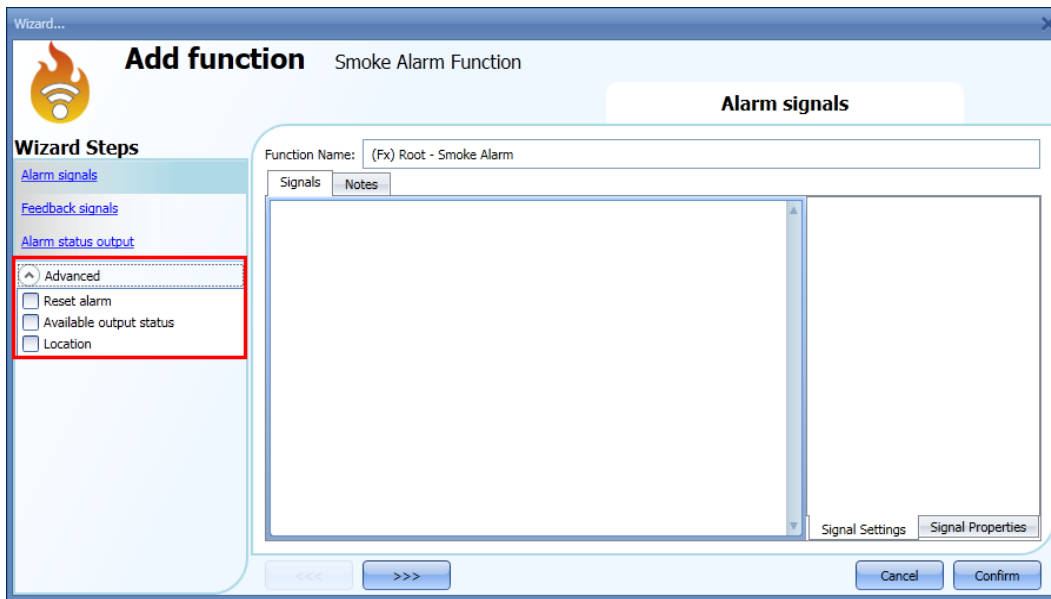 Wizard...
Add function Smoke Alarm Function
Alarm signals
Wizard Steps
Alarm signals
Feedback signals
Alarm status output
Advanced
Reset alarm
Available output status
Location
Function Name: (Fx) Root - Smoke Alarm
Signals Notes
Signal Settings Signal Properties
<<< >>> Cancel Confirm